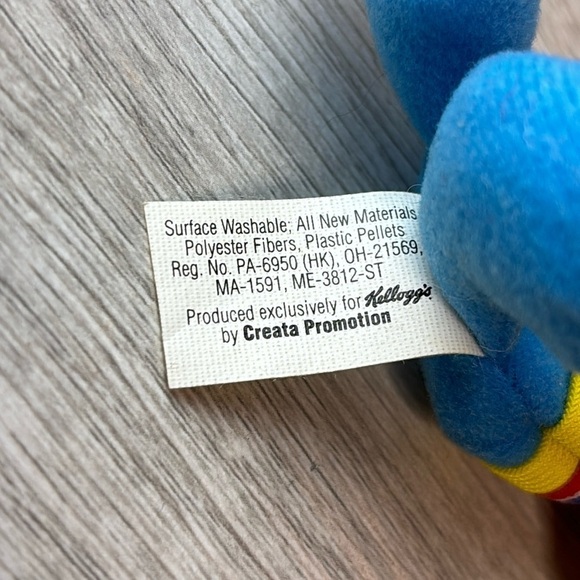 Surface Washable; All New Materials
Polyester Fibers, Plastic Pellets
Reg. No. PA-6950 (HK), OH-21569,
MA-1591, ME-3812-ST
Produced exclusively for Kellogg's
by Creata Promotion